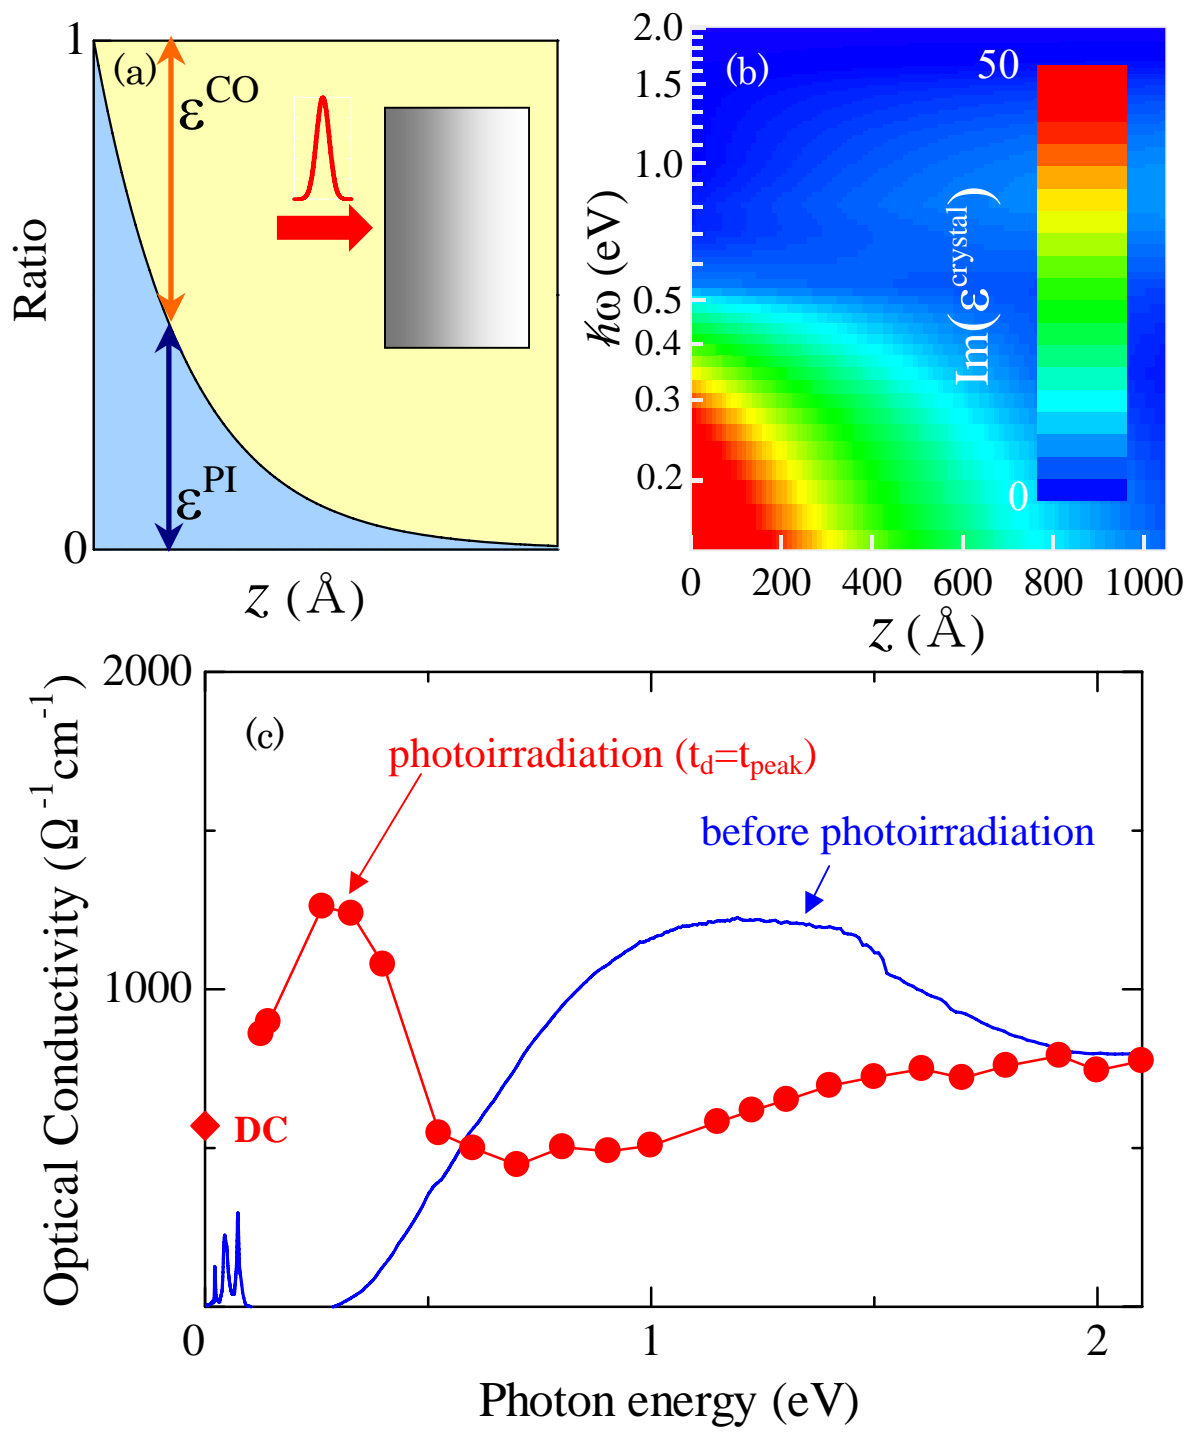 1
(a)
ε^CO
Ratio
ε^PI
0
z (Å)
2.0
(b)
50
1.5
1.0
ħω (eV)
Im(ε^crystal)
0.5
0.4
0.3
0.2
0
0 200 400 600 800 1000
z (Å)
2000
(c)
photoirradiation (t_d=t_peak)
before photoirradiation
1000
Optical Conductivity (Ω^-1cm^-1)
DC
0 1 2
Photon energy (eV)